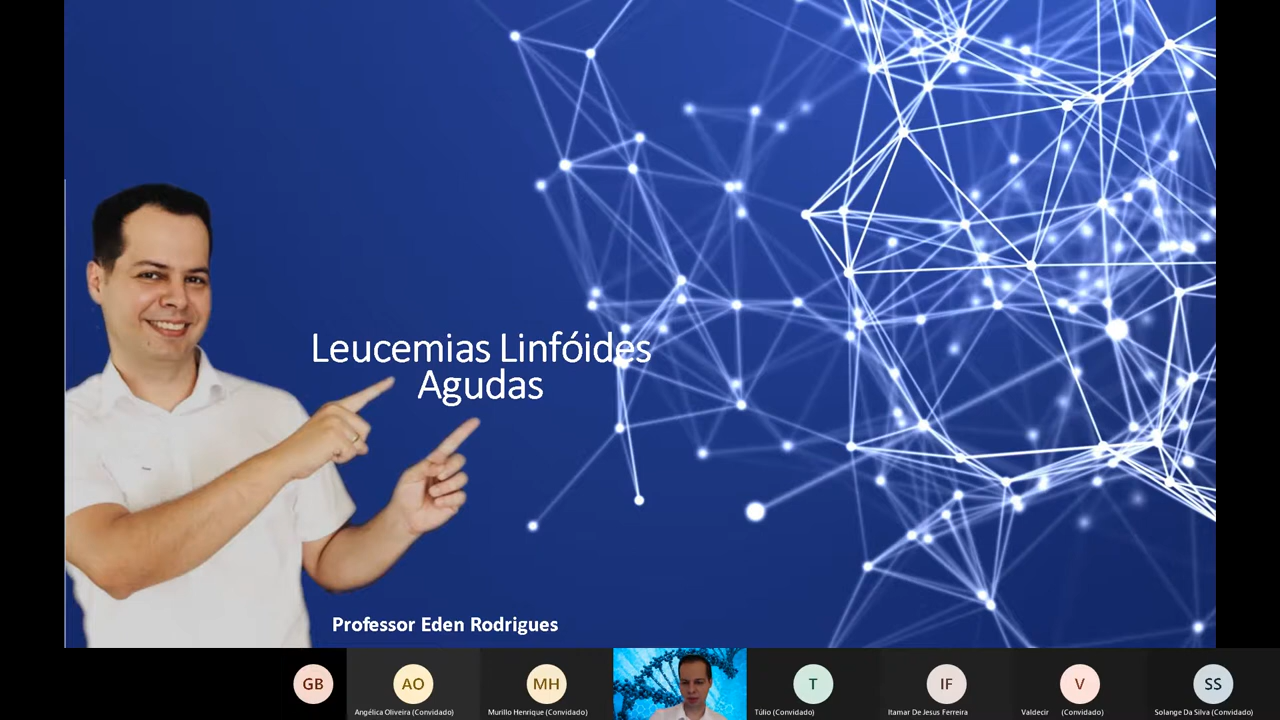 Leucemias Linfóides
Agudas
Professor Eden Rodrigues
GB
AO
MH
T
IF
V
SS
Angélica Oliveira (Convidado)
Murillo Henrique (Convidado)
Túlio (Convidado)
Itamar De Jesus Ferreira
Valdecir (Convidado)
Solange Da Silva (Convidado)